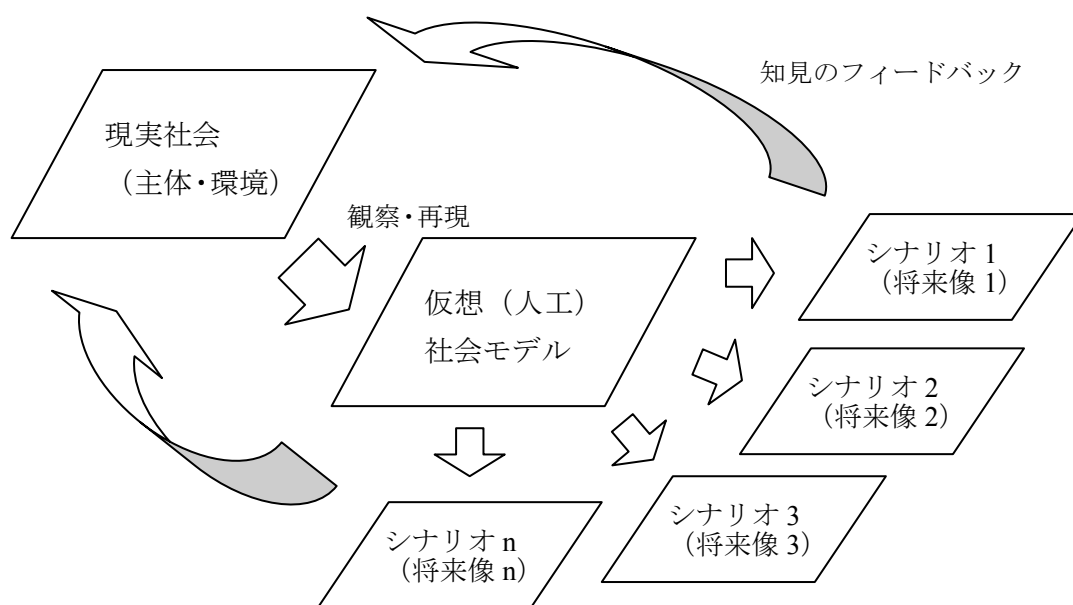 知見のフィードバック
現実社会
（主体・環境）
観察・再現
仮想（人工）
社会モデル
シナリオ 1
（将来像 1）
シナリオ 2
（将来像 2）
シナリオ 3
（将来像 3）
シナリオ n
（将来像 n）